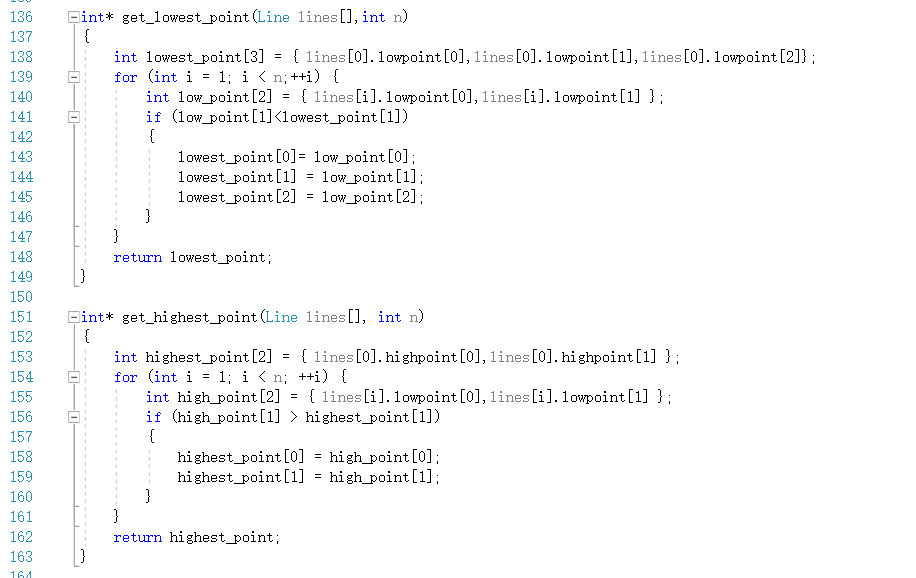 136 int* get_lowest_point(Line lines[],int n)
137 {
138 int lowest_point[3] = { lines[0].lowpoint[0],lines[0].lowpoint[1],lines[0].lowpoint[2]};
139 for (int i = 1; i < n;++i) {
140 int low_point[2] = { lines[i].lowpoint[0],lines[i].lowpoint[1] };
141 if (low_point[1]<lowest_point[1])
142 {
143 lowest_point[0]= low_point[0];
144 lowest_point[1] = low_point[1];
145 lowest_point[2] = low_point[2];
146 }
147 }
148 return lowest_point;
149 }
150
151 int* get_highest_point(Line lines[], int n)
152 {
153 int highest_point[2] = { lines[0].highpoint[0],lines[0].highpoint[1] };
154 for (int i = 1; i < n; ++i) {
155 int high_point[2] = { lines[i].lowpoint[0],lines[i].lowpoint[1] };
156 if (high_point[1] > highest_point[1])
157 {
158 highest_point[0] = high_point[0];
159 highest_point[1] = high_point[1];
160 }
161 }
162 return highest_point;
163 }